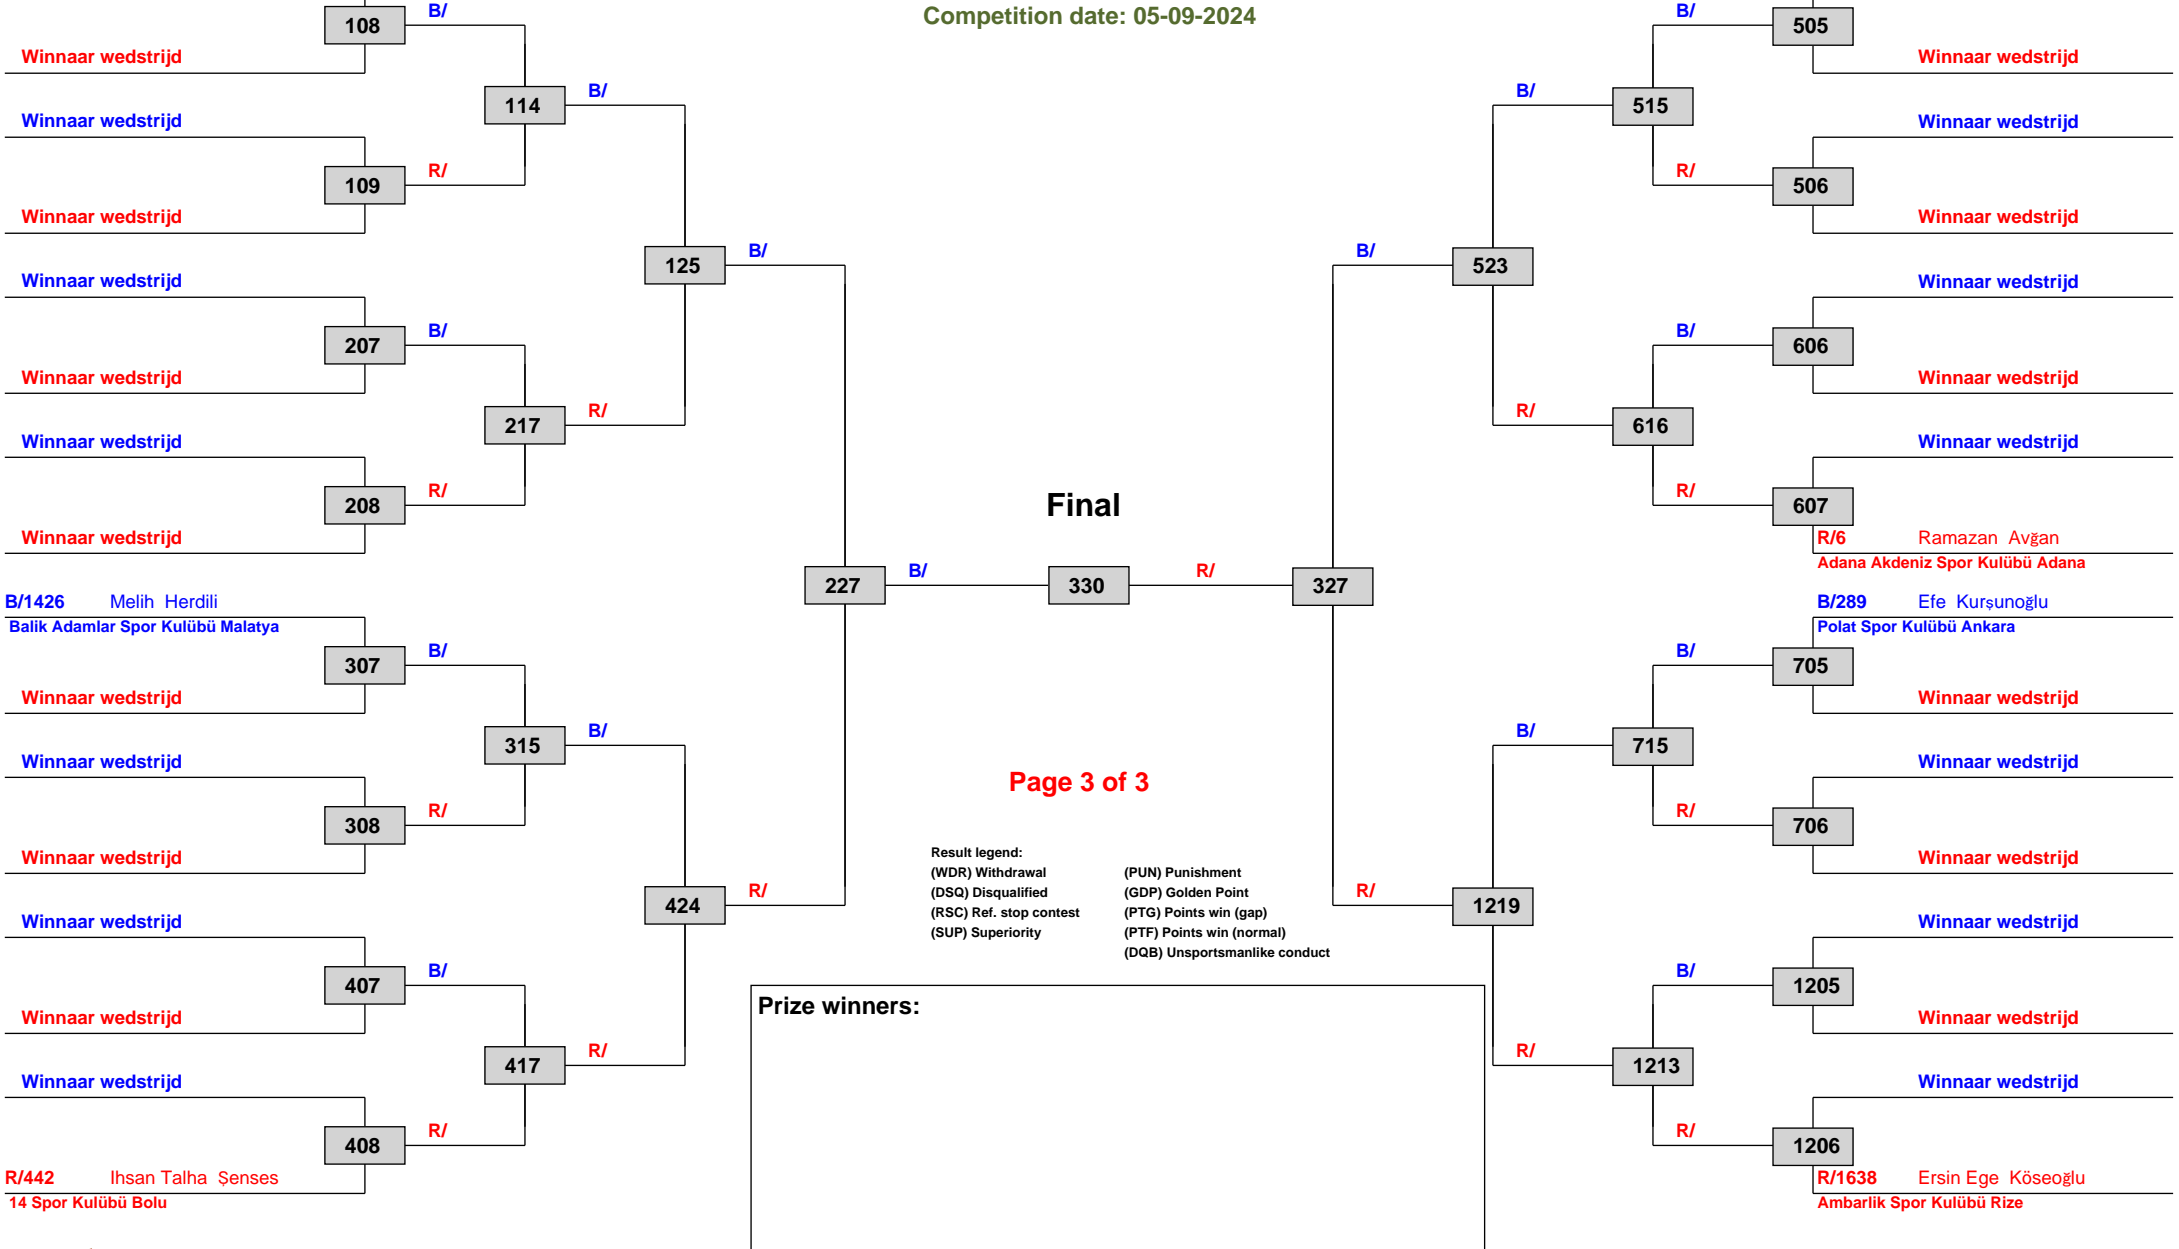 Competition date: 05-09-2024
B/
108
Winnaar wedstrijd
B/
114
Winnaar wedstrijd
R/
109
Winnaar wedstrijd
B/
125
Winnaar wedstrijd
B/
207
Winnaar wedstrijd
R/
217
Winnaar wedstrijd
R/
208
Winnaar wedstrijd
B/
227
B/1426 Melih Herdili
Balik Adamlar Spor Kulübü Malatya
B/
307
Winnaar wedstrijd
B/
315
Winnaar wedstrijd
R/
308
Winnaar wedstrijd
R/
424
Winnaar wedstrijd
B/
407
Winnaar wedstrijd
R/
417
Winnaar wedstrijd
R/
408
R/442 Ihsan Talha Şenses
14 Spor Kulübü Bolu
Final
B/
330
R/
327
Page 3 of 3
Result legend:
(WDR) Withdrawal
(DSQ) Disqualified
(RSC) Ref. stop contest
(SUP) Superiority
(PUN) Punishment
(GDP) Golden Point
(PTG) Points win (gap)
(PTF) Points win (normal)
(DQB) Unsportsmanlike conduct
Prize winners:
B/
505
Winnaar wedstrijd
B/
515
Winnaar wedstrijd
R/
506
Winnaar wedstrijd
B/
523
Winnaar wedstrijd
B/
606
Winnaar wedstrijd
R/
616
Winnaar wedstrijd
R/
607
R/6 Ramazan Avğan
Adana Akdeniz Spor Kulübü Adana
B/289 Efe Kurşunoğlu
Polat Spor Kulübü Ankara
B/
705
Winnaar wedstrijd
B/
715
Winnaar wedstrijd
R/
706
Winnaar wedstrijd
R/
1219
Winnaar wedstrijd
B/
1205
Winnaar wedstrijd
R/
1213
Winnaar wedstrijd
R/
1206
R/1638 Ersin Ege Köseoğlu
Ambarlik Spor Kulübü Rize